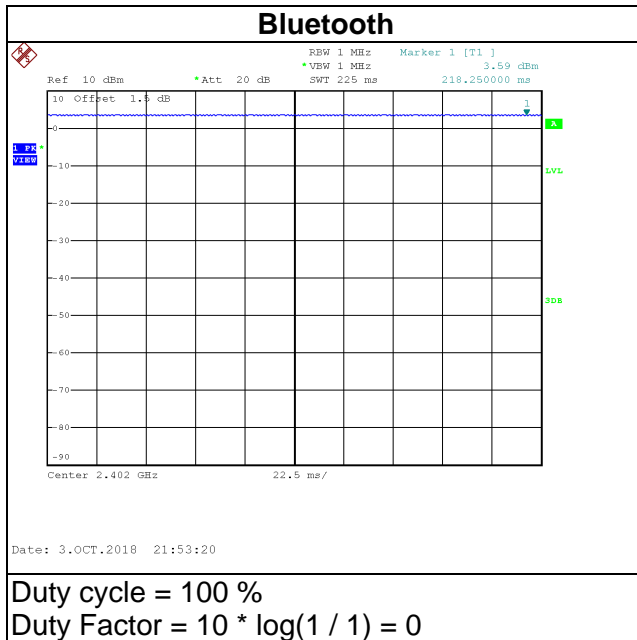 Bluetooth
RBW 1 MHz Marker 1 [T1 ]
*VBW 1 MHz 3.59 dBm
Ref 10 dBm *Att 20 dB SWT 225 ms 218.250000 ms
10 Offset 1.5 dB
1
0
A
1 PK *
VIEW
-10
LVL
-20
-30
-40
3DB
-50
-60
-70
-80
-90
Center 2.402 GHz 22.5 ms/
Date: 3.OCT.2018 21:53:20
Duty cycle = 100 %
Duty Factor = 10 * log(1 / 1) = 0